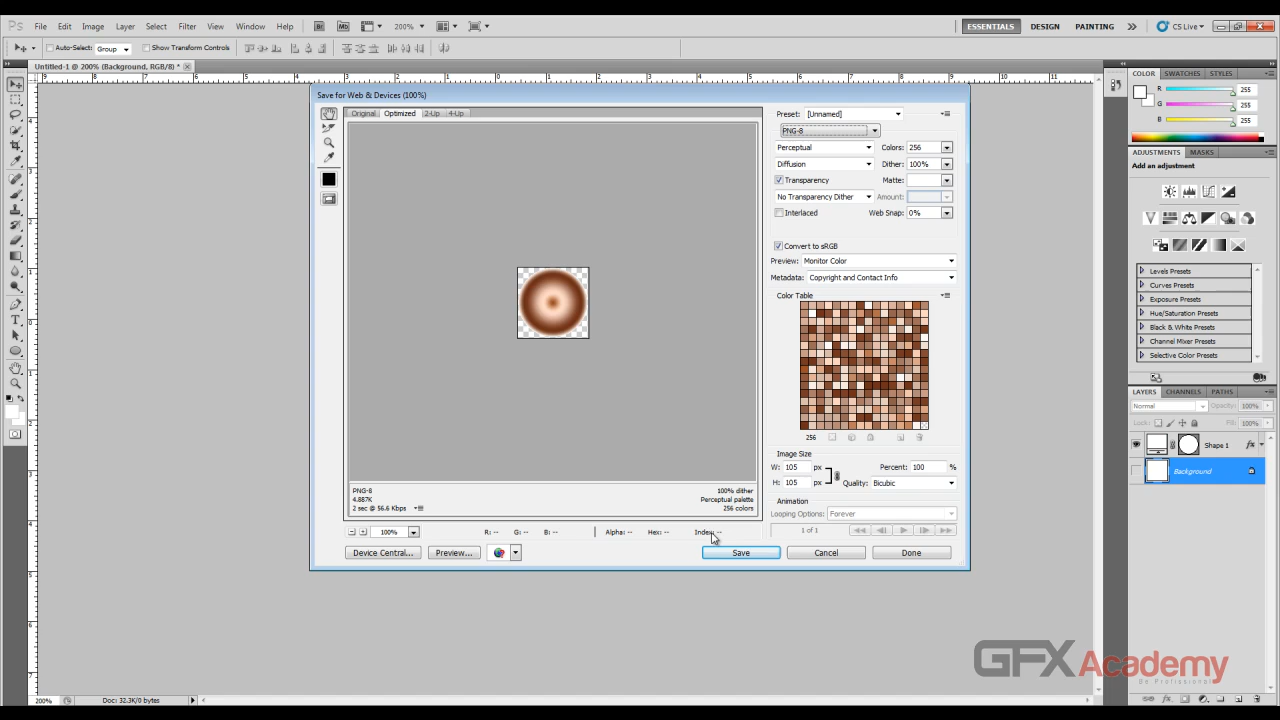 Ps File Edit Image Layer Select Filter View Window Help Br Mb 200% ESSENTIALS DESIGN PAINTING CS Live
Auto-Select: Group Show Transform Controls
Untitled-1 @ 200% (Background, RGB/8) *
Save for Web & Devices (100%)
Original Optimized 2-Up 4-Up
Preset: [Unnamed]
PNG-8
Perceptual Colors: 256
Diffusion Dither: 100%
Transparency Matte:
No Transparency Dither Amount:
Interlaced Web Snap: 0%
Convert to sRGB
Preview: Monitor Color
Metadata: Copyright and Contact Info
Color Table
256
Image Size
W: 105 px Percent: 100 %
H: 105 px Quality: Bicubic
Animation
Looping Options: Forever
1 of 1
PNG-8 100% dither
4.887K Perceptual palette
2 sec @ 56.6 Kbps 256 colors
100% R: -- G: -- B: -- Alpha: -- Hex: -- Index: --
Device Central... Preview... Save Cancel Done
COLOR SWATCHES STYLES
R 255
G 255
B 255
ADJUSTMENTS MASKS
Add an adjustment
Levels Presets
Curves Presets
Exposure Presets
Hue/Saturation Presets
Black & White Presets
Channel Mixer Presets
Selective Color Presets
LAYERS CHANNELS PATHS
Normal Opacity: 100%
Lock: Fill: 100%
Shape 1 fx
Background
GFX Academy
Be Profissional
200% Doc: 32.3K/0 bytes